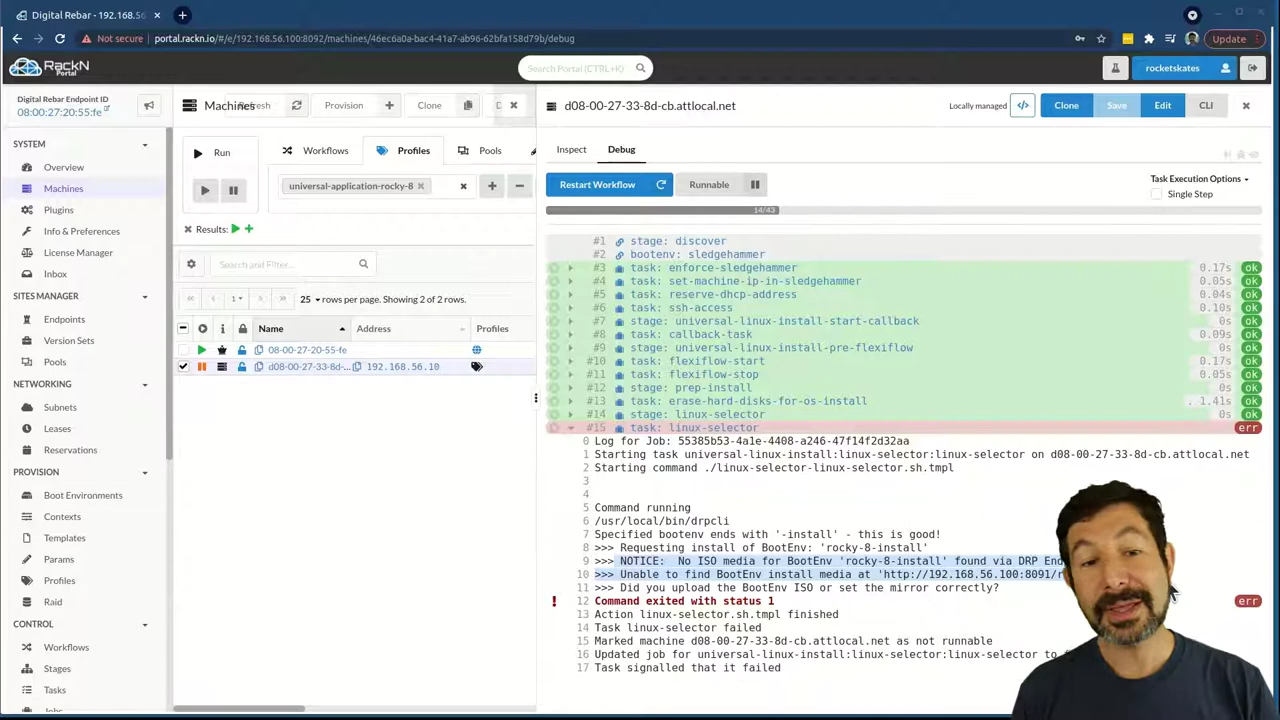 Digital Rebar - 192.168.56
Not secure
portal.rackn.io/#/e/192.168.56.100:8092/machines/46ec6a0a-bac4-41a7-ab96-62bfa158d79b/debug
Update
RackN
Portal
Search Portal (CTRL+K)
rocketskates
Digital Rebar Endpoint ID
08:00:27:20:55:fe
SYSTEM
Overview
Machines
Plugins
Info & Preferences
License Manager
Inbox
SITES MANAGER
Endpoints
Version Sets
Pools
NETWORKING
Subnets
Leases
Reservations
PROVISION
Boot Environments
Contexts
Templates
Params
Profiles
Raid
CONTROL
Workflows
Stages
Tasks
Jobs
Machines
Provision
Clone
Run
Workflows
Profiles
Pools
universal-application-rocky-8
Results:
Search and Filter...
1
25 rows per page. Showing 2 of 2 rows.
Name Address Profiles
08-00-27-20-55-fe
d08-00-27-33-8d-... 192.168.56.10
d08-00-27-33-8d-cb.attlocal.net
Locally managed
Clone
Save
Edit
CLI
Inspect
Debug
Restart Workflow
Runnable
Task Execution Options
Single Step
14/43
#1 stage: discover
#2 bootenv: sledgehammer
#3 task: enforce-sledgehammer 0.17s ok
#4 task: set-machine-ip-in-sledgehammer 0.05s ok
#5 task: reserve-dhcp-address 0.04s ok
#6 task: ssh-access 0.10s ok
#7 stage: universal-linux-install-start-callback 0s ok
#8 task: callback-task 0.09s ok
#9 stage: universal-linux-install-pre-flexiflow 0s ok
#10 task: flexiflow-start 0.17s ok
#11 task: flexiflow-stop 0.05s ok
#12 stage: prep-install 0s ok
#13 task: erase-hard-disks-for-os-install . 1.41s ok
#14 stage: linux-selector 0s ok
#15 task: linux-selector err
0 Log for Job: 55385b53-4a1e-4408-a246-47f14f2d32aa
1 Starting task universal-linux-install:linux-selector:linux-selector on d08-00-27-33-8d-cb.attlocal.net
2 Starting command ./linux-selector-linux-selector.sh.tmpl
3
4
5 Command running
6 /usr/local/bin/drpcli
7 Specified bootenv ends with '-install' - this is good!
8 >>> Requesting install of BootEnv: 'rocky-8-install'
9 >>> NOTICE: No ISO media for BootEnv 'rocky-8-install' found via DRP End
10 >>> Unable to find BootEnv install media at 'http://192.168.56.100:8091/r
11 >>> Did you upload the BootEnv ISO or set the mirror correctly?
! 12 Command exited with status 1 err
13 Action linux-selector.sh.tmpl finished
14 Task linux-selector failed
15 Marked machine d08-00-27-33-8d-cb.attlocal.net as not runnable
16 Updated job for universal-linux-install:linux-selector:linux-selector to
17 Task signalled that it failed